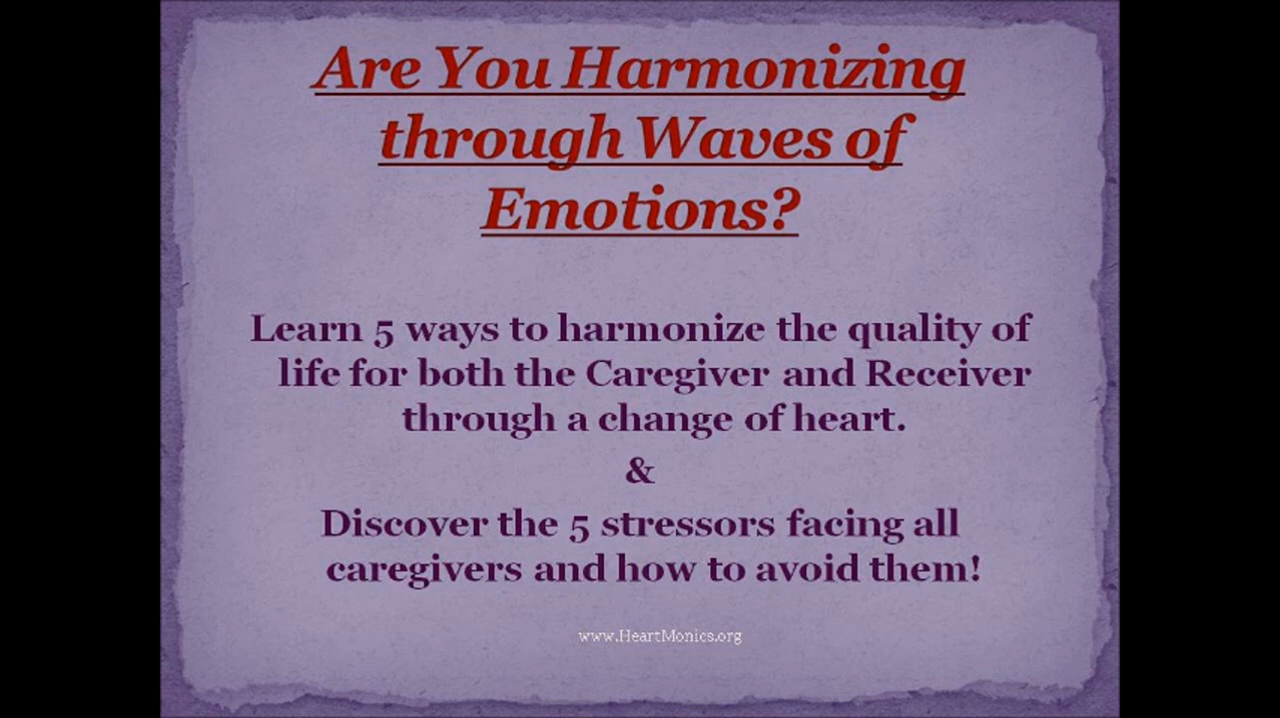 Are You Harmonizing
through Waves of
Emotions?
Learn 5 ways to harmonize the quality of
life for both the Caregiver and Receiver
through a change of heart.
&
Discover the 5 stressors facing all
caregivers and how to avoid them!
www.HeartMonics.org